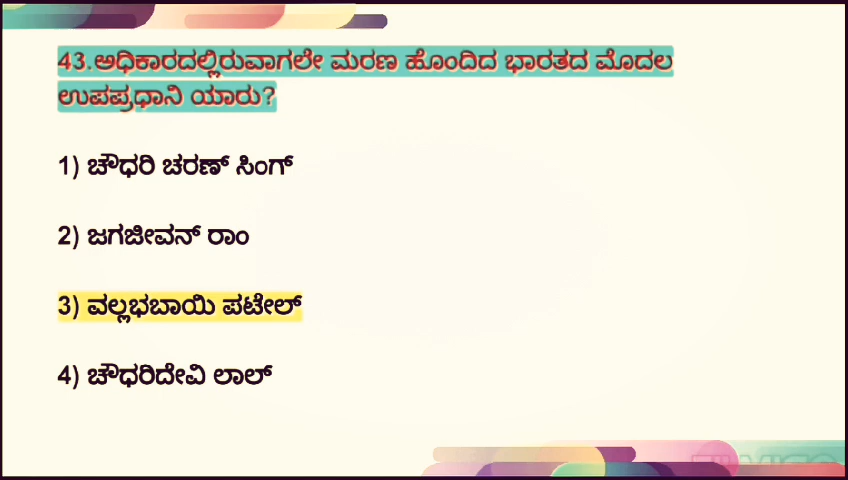 43.ಅಧಿಕಾರದಲ್ಲಿರುವಾಗಲೇ ಮರಣ ಹೊಂದಿದ ಭಾರತದ ಮೊದಲ
ಉಪಪ್ರಧಾನಿ ಯಾರು?
1) ಚೌಧರಿ ಚರಣ್ ಸಿಂಗ್
2) ಜಗಜೀವನ್ ರಾಂ
3) ವಲ್ಲಭಬಾಯಿ ಪಟೇಲ್
4) ಚೌಧರಿದೇವಿ ಲಾಲ್